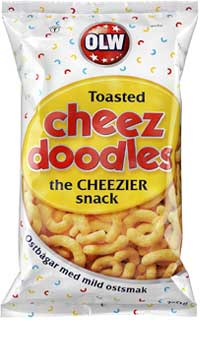 OLW
Toasted
cheez
doodles
the CHEEZIER
snack
Ostbågar med mild ostsmak